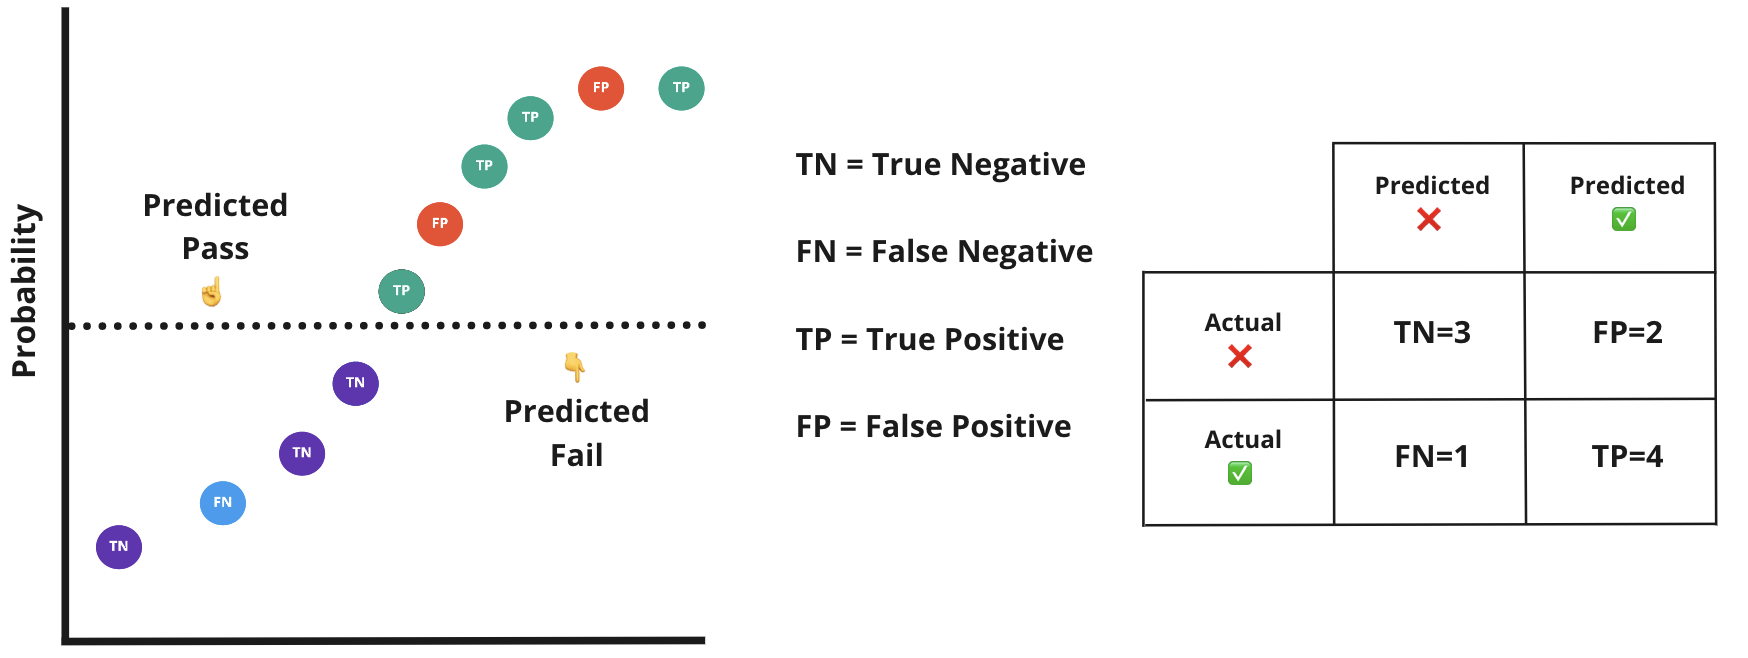 Probability
Predicted
Pass
FP
TP
TP
TP
FP
TP
TN
TN
FN
TN
Predicted
Fail
TN = True Negative
FN = False Negative
TP = True Positive
FP = False Positive
Predicted Predicted
Actual TN=3 FP=2
Actual FN=1 TP=4